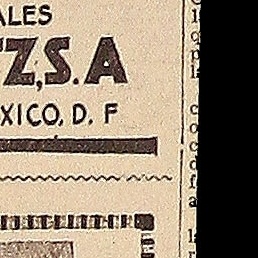 ALES
Z, S. A
XICO, D. F